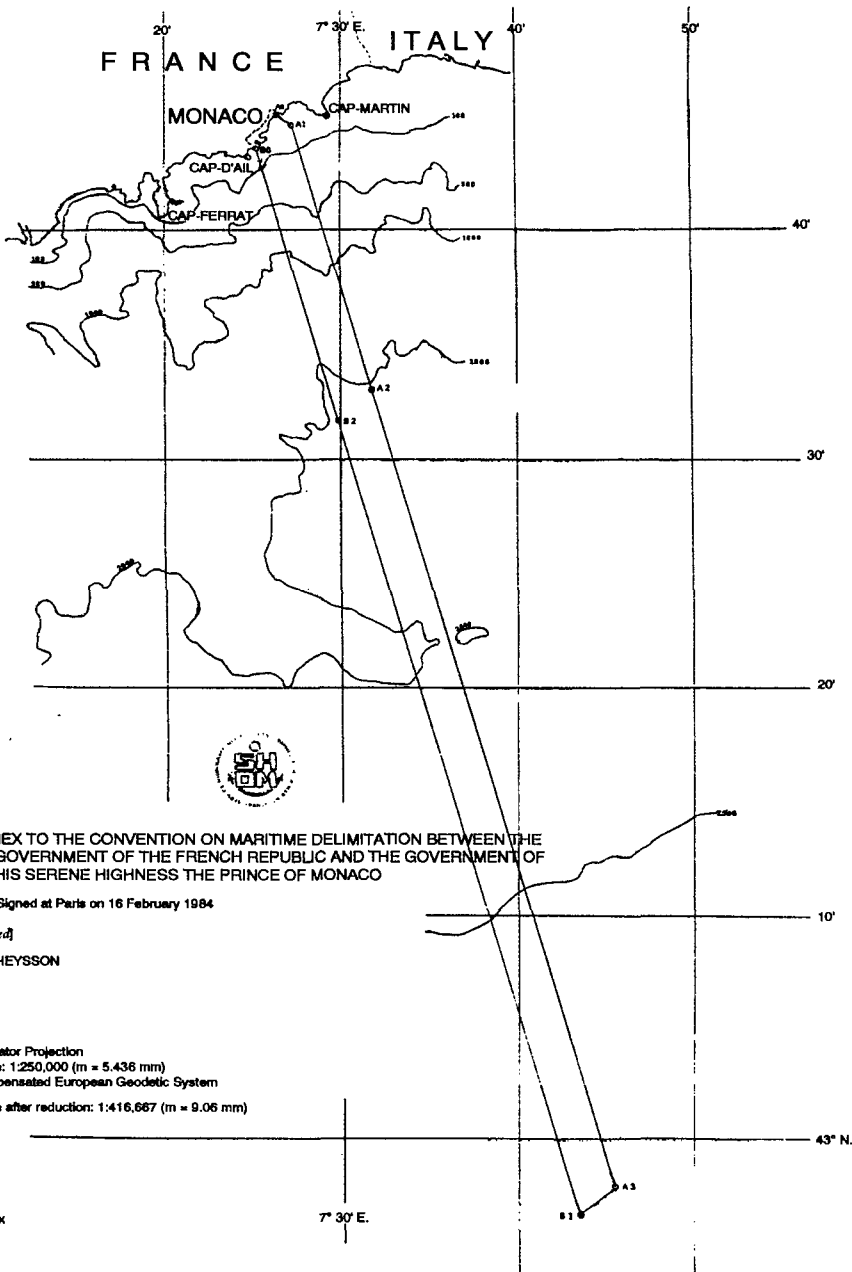 20'
7° 30' E.
40'
50'
FRANCE
ITALY
MONACO
CAP-MARTIN
A1
CAP-D'AIL
CAP-FERRAT
40'
A2
B2
30'
20'
SH
OM
EX TO THE CONVENTION ON MARITIME DELIMITATION BETWEEN THE
GOVERNMENT OF THE FRENCH REPUBLIC AND THE GOVERNMENT OF
HIS SERENE HIGHNESS THE PRINCE OF MONACO
Signed at Paris on 16 February 1984
10'
ed]
HEYSSON
ator Projection
e: 1:250,000 (m = 5.436 mm)
pensated European Geodetic System
e after reduction: 1:416,667 (m = 9.06 mm)
43° N.
A3
x
7° 30' E.